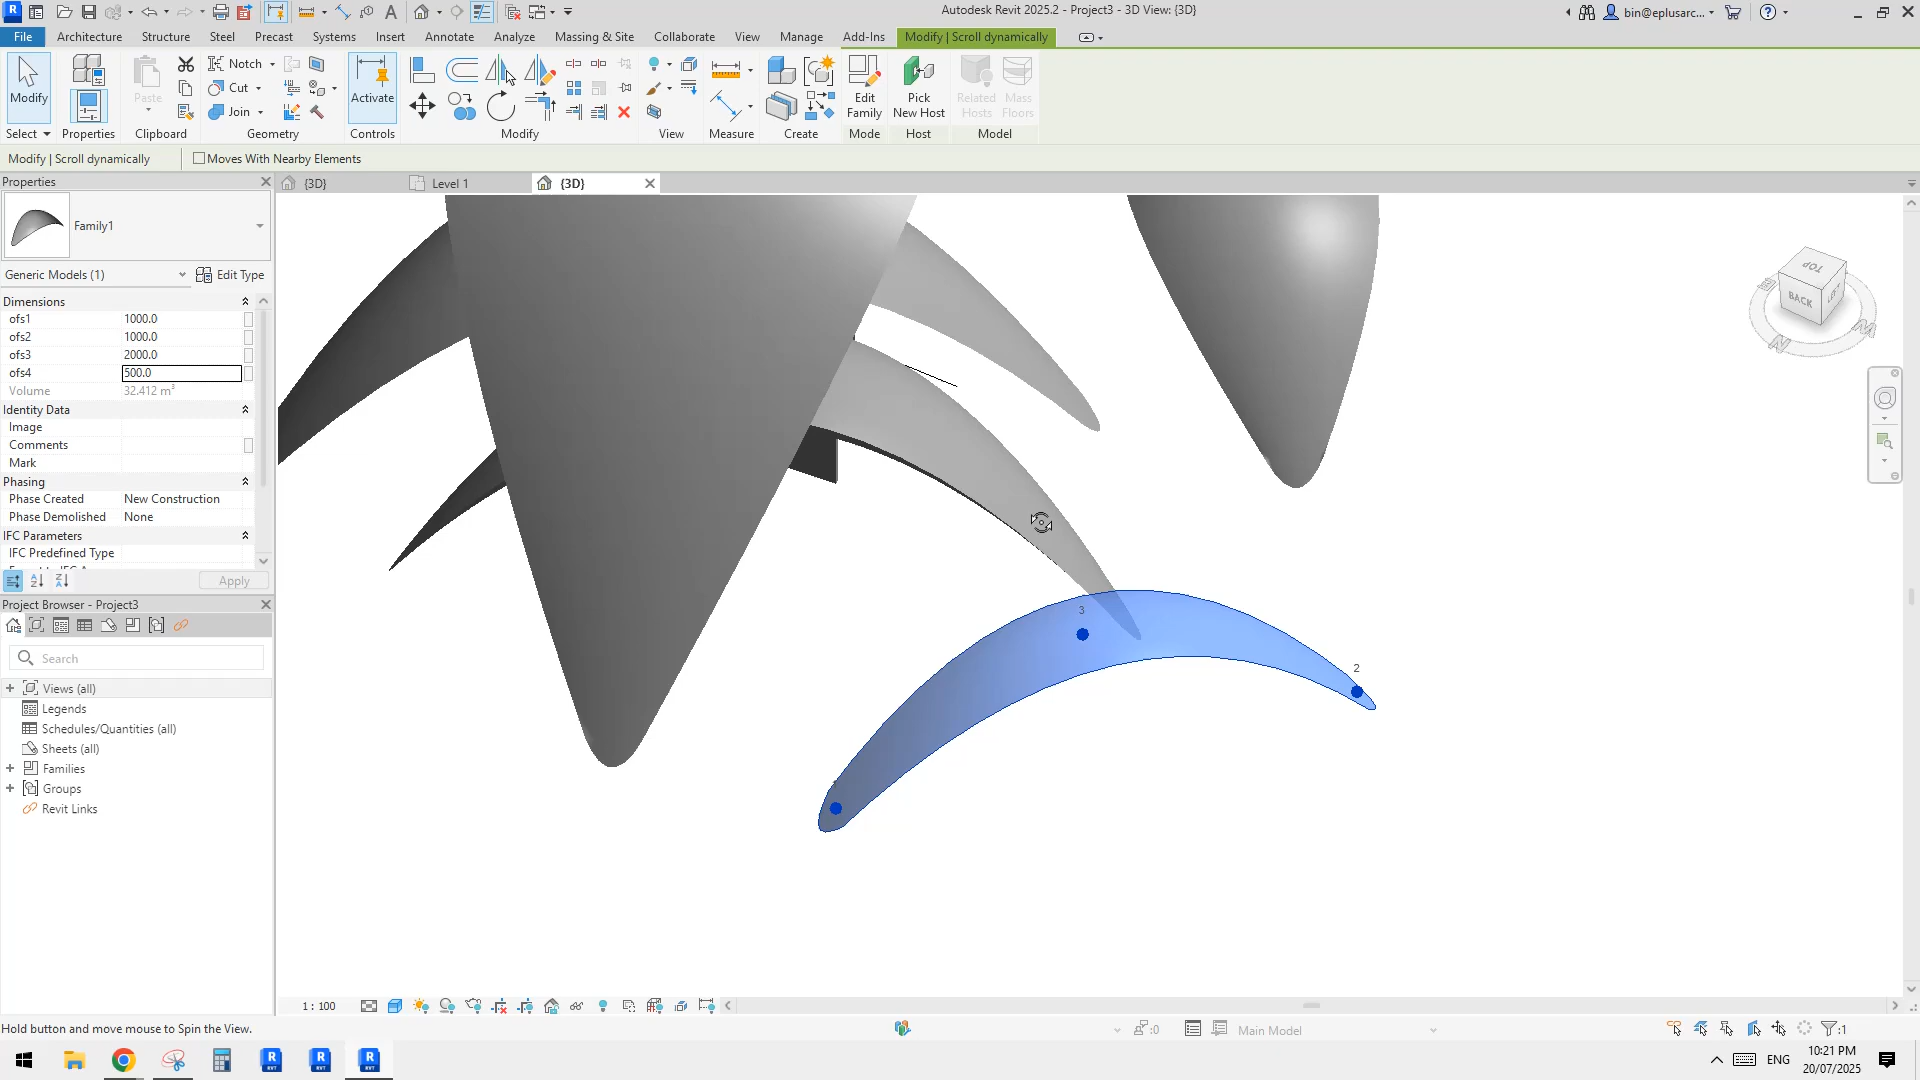 Autodesk Revit 2025.2 - Project3 - 3D View: {3D}
bin@eplusarc...
File Architecture Structure Steel Precast Systems Insert Annotate Analyze Massing & Site Collaborate View Manage Add-Ins Modify | Scroll dynamically
Modify
Paste
Notch
Cut
Join
Activate
Edit Family
Pick New Host
Related Hosts
Mass Floors
Select Properties Clipboard Geometry Controls Modify View Measure Create Mode Host Model
Modify | Scroll dynamically Moves With Nearby Elements
Properties
{3D} Level 1 {3D}
Family1
Generic Models (1) Edit Type
Dimensions
ofs1 1000.0
ofs2 1000.0
ofs3 2000.0
ofs4 500.0
Volume 32.412 m³
Identity Data
Image
Comments
Mark
Phasing
Phase Created New Construction
Phase Demolished None
IFC Parameters
IFC Predefined Type
Apply
Project Browser - Project3
Search
Views (all)
Legends
Schedules/Quantities (all)
Sheets (all)
Families
Groups
Revit Links
TOP
BACK
LEFT
3
2
1 : 100
Hold button and move mouse to Spin the View.
:0
Main Model
:1
ENG
10:21 PM
20/07/2025